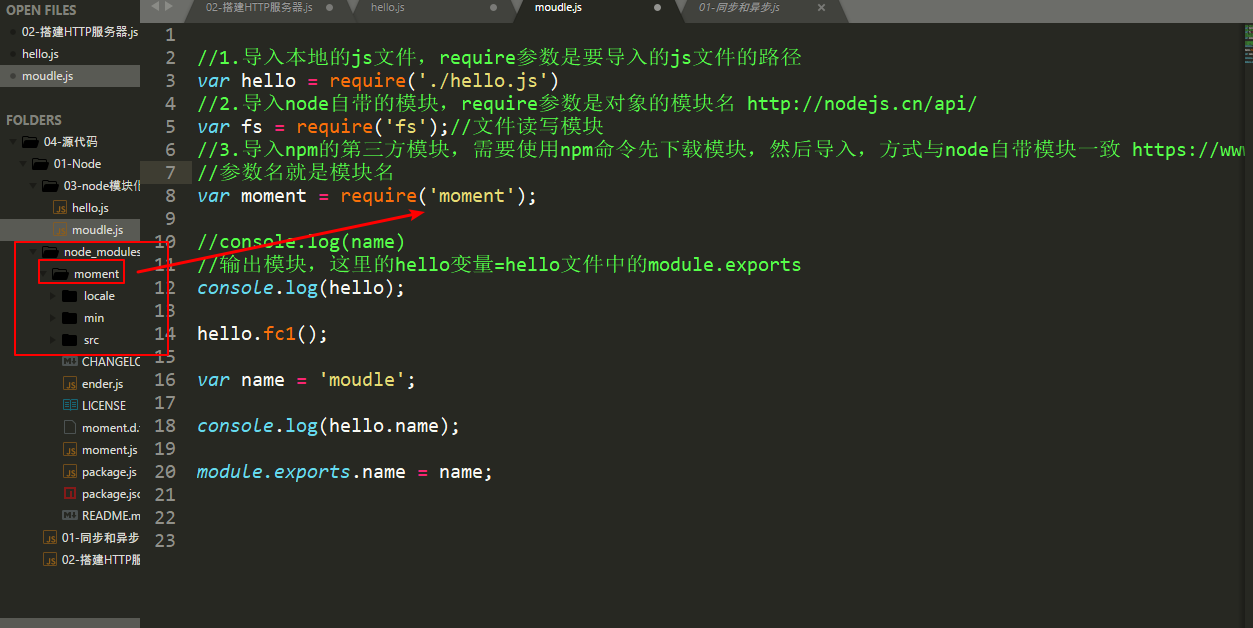 OPEN FILES
02-搭建HTTP服务器.js
hello.js
moudle.js
FOLDERS
04-源代码
01-Node
03-node模块化
hello.js
moudle.js
node_modules
moment
locale
min
src
CHANGELO
ender.js
LICENSE
moment.d.
moment.js
package.js
package.jso
README.m
01-同步和异步
02-搭建HTTP服
02-搭建HTTP服务器.js
hello.js
moudle.js
01-同步和异步.js
1
2 //1.导入本地的js文件，require参数是要导入的js文件的路径
3 var hello = require('./hello.js')
4 //2.导入node自带的模块，require参数是对象的模块名 http://nodejs.cn/api/
5 var fs = require('fs');//文件读写模块
6 //3.导入npm的第三方模块，需要使用npm命令先下载模块，然后导入，方式与node自带模块一致 https://www
7 //参数名就是模块名
8 var moment = require('moment');
9
10 //console.log(name)
11 //输出模块，这里的hello变量=hello文件中的module.exports
12 console.log(hello);
13
14 hello.fc1();
15
16 var name = 'moudle';
17
18 console.log(hello.name);
19
20 module.exports.name = name;
21
22
23